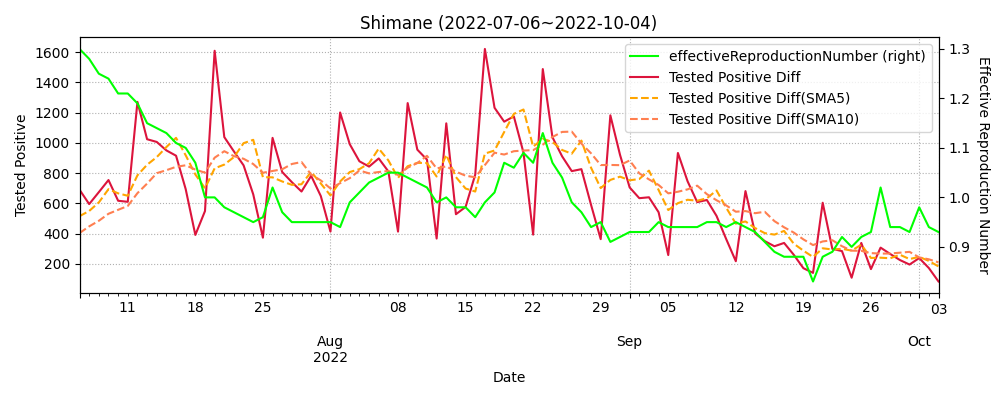 Shimane (2022-07-06~2022-10-04)
effectiveReproductionNumber (right)
Tested Positive Diff
Tested Positive Diff(SMA5)
Tested Positive Diff(SMA10)
Tested Positive
1600
1400
1200
1000
800
600
400
200
1.3
1.2
1.1
1.0
0.9
Effective Reproduction Number
11 18 25 08 15 22 29 05 12 19 26 03
Aug Sep Oct
2022
Date